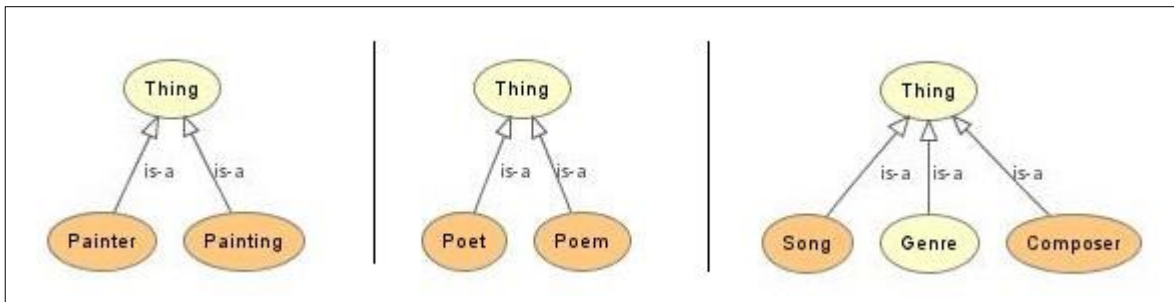 Thing
is-a
is-a
Painter
Painting
Thing
is-a
is-a
Poet
Poem
Thing
is-a
is-a
is-a
Song
Genre
Composer